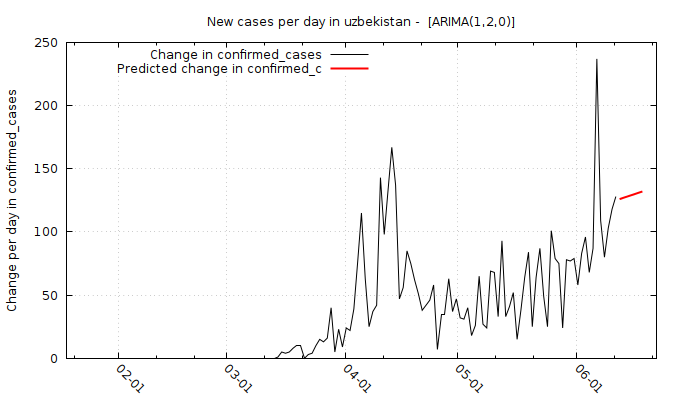 New cases per day in uzbekistan -  [ARIMA(1,2,0)]
Change in confirmed_cases
Predicted change in confirmed_c
Change per day in confirmed_cases
250
200
150
100
50
0
02-01
03-01
04-01
05-01
06-01